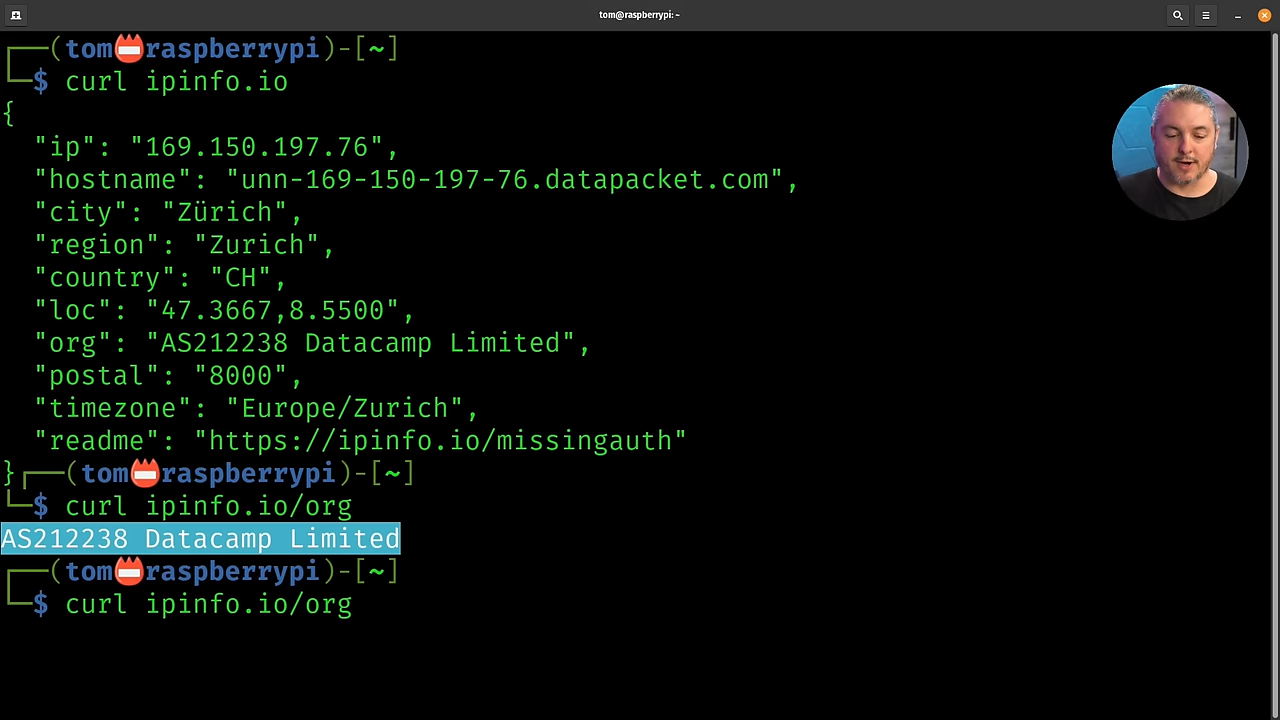 tom@raspberrypi: ~
┌──(tom📛raspberrypi)-[~]
└─$ curl ipinfo.io
{
  "ip": "169.150.197.76",
  "hostname": "unn-169-150-197-76.datapacket.com",
  "city": "Zürich",
  "region": "Zurich",
  "country": "CH",
  "loc": "47.3667,8.5500",
  "org": "AS212238 Datacamp Limited",
  "postal": "8000",
  "timezone": "Europe/Zurich",
  "readme": "https://ipinfo.io/missingauth"
}┌──(tom📛raspberrypi)-[~]
└─$ curl ipinfo.io/org
AS212238 Datacamp Limited
┌──(tom📛raspberrypi)-[~]
└─$ curl ipinfo.io/org